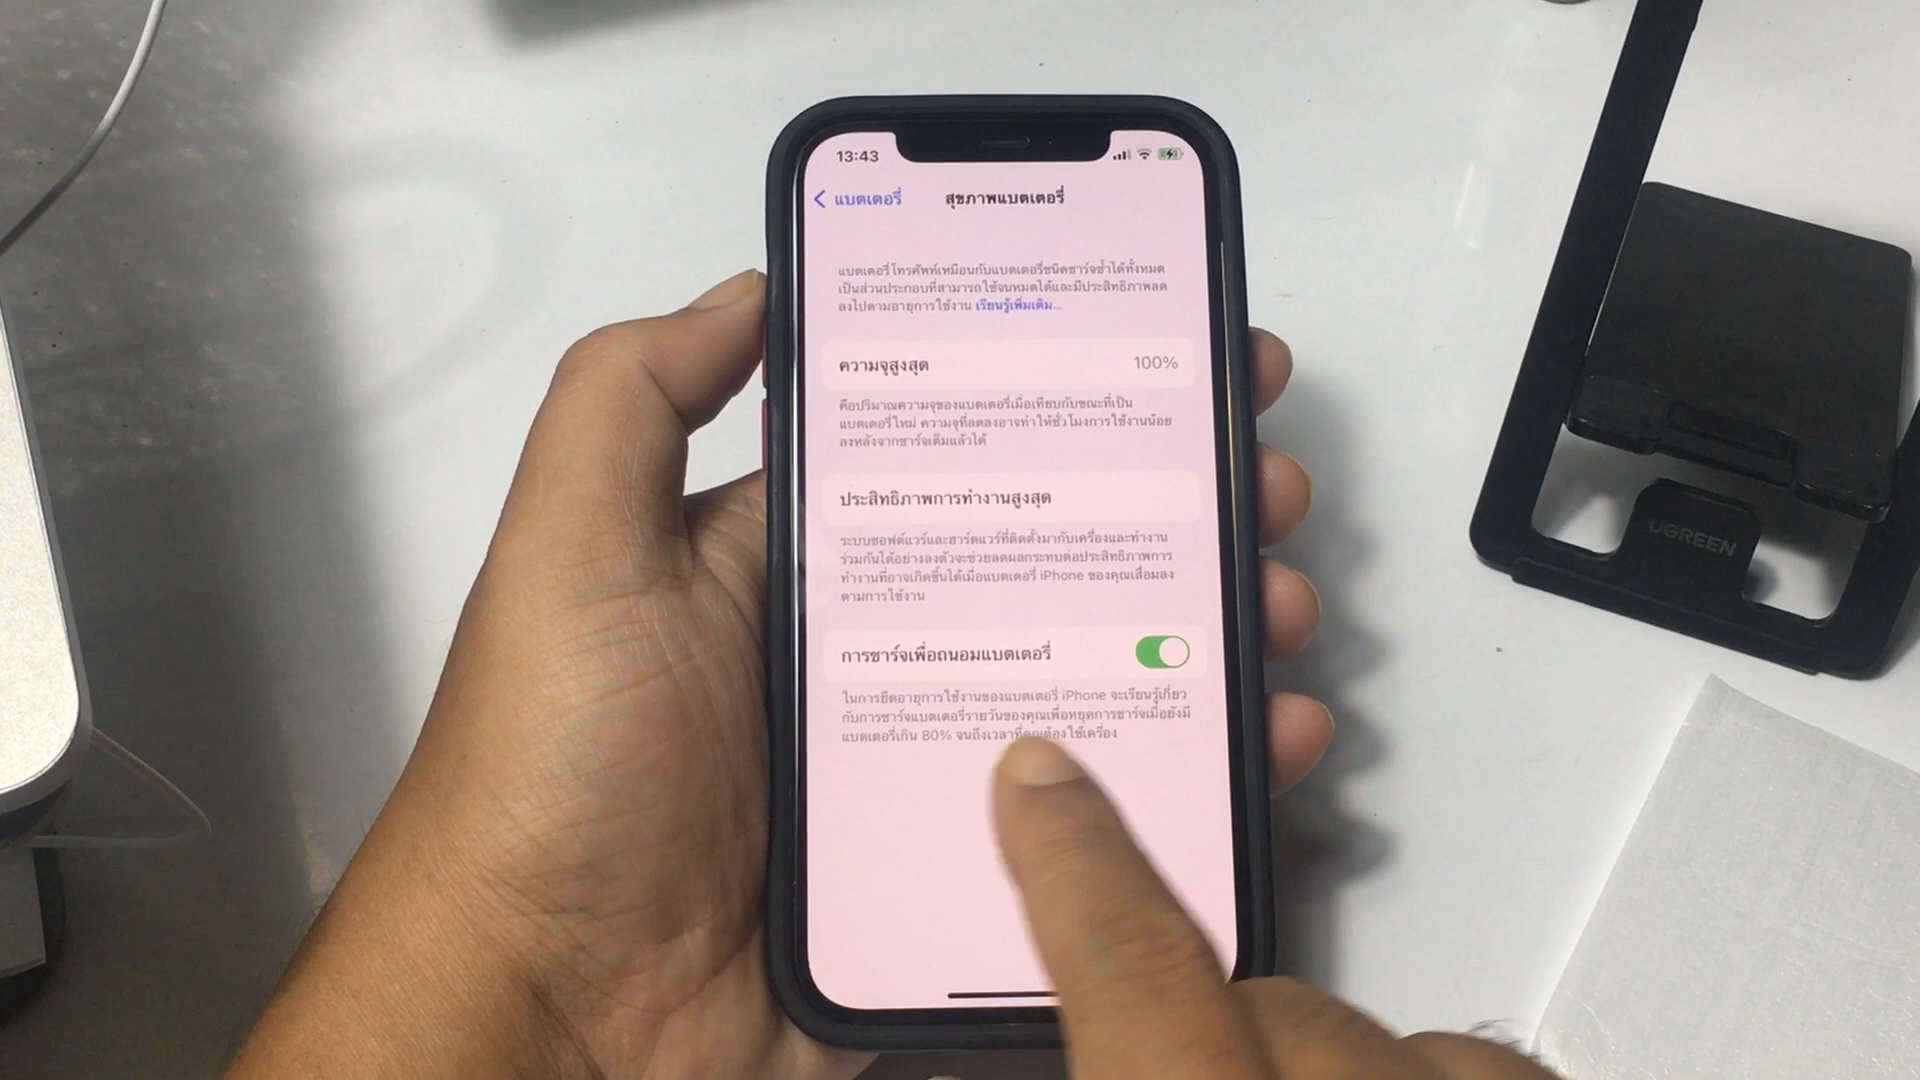 13:43
แบตเตอรี่
สุขภาพแบตเตอรี่
แบตเตอรี่โทรศัพท์เหมือนกับแบตเตอรี่ชนิดชาร์จซ้ำได้ทั้งหมด
เป็นส่วนประกอบที่สามารถใช้จนหมดได้และมีประสิทธิภาพลด
ลงไปตามอายุการใช้งาน เรียนรู้เพิ่มเติม...
ความจุสูงสุด 100%
คือปริมาณความจุของแบตเตอรี่เมื่อเทียบกับขณะที่เป็น
แบตเตอรี่ใหม่ ความจุที่ลดลงอาจทำให้ชั่วโมงการใช้งานน้อย
ลงหลังจากชาร์จเต็มแล้วได้
ประสิทธิภาพการทำงานสูงสุด
ระบบซอฟต์แวร์และฮาร์ดแวร์ที่ติดตั้งมากับเครื่องและทำงาน
ร่วมกันได้อย่างลงตัวจะช่วยลดผลกระทบต่อประสิทธิภาพการ
ทำงานที่อาจเกิดขึ้นได้เมื่อแบตเตอรี่ iPhone ของคุณเสื่อมลง
ตามการใช้งาน
การชาร์จเพื่อถนอมแบตเตอรี่
ในการยืดอายุการใช้งานของแบตเตอรี่ iPhone จะเรียนรู้เกี่ยว
กับการชาร์จแบตเตอรี่รายวันของคุณเพื่อหยุดการชาร์จเมื่อยังมี
แบตเตอรี่เกิน 80% จนถึงเวลาที่คุณต้องใช้เครื่อง
UGREEN